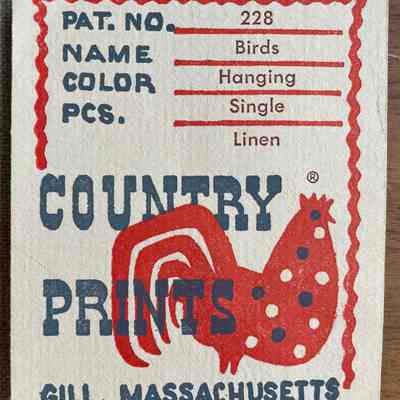 PAT. NO. 228
NAME Birds
COLOR Hanging
PCS. Single
Linen
COUNTRY ®
PRINTS
GILL, MASSACHUSETTS